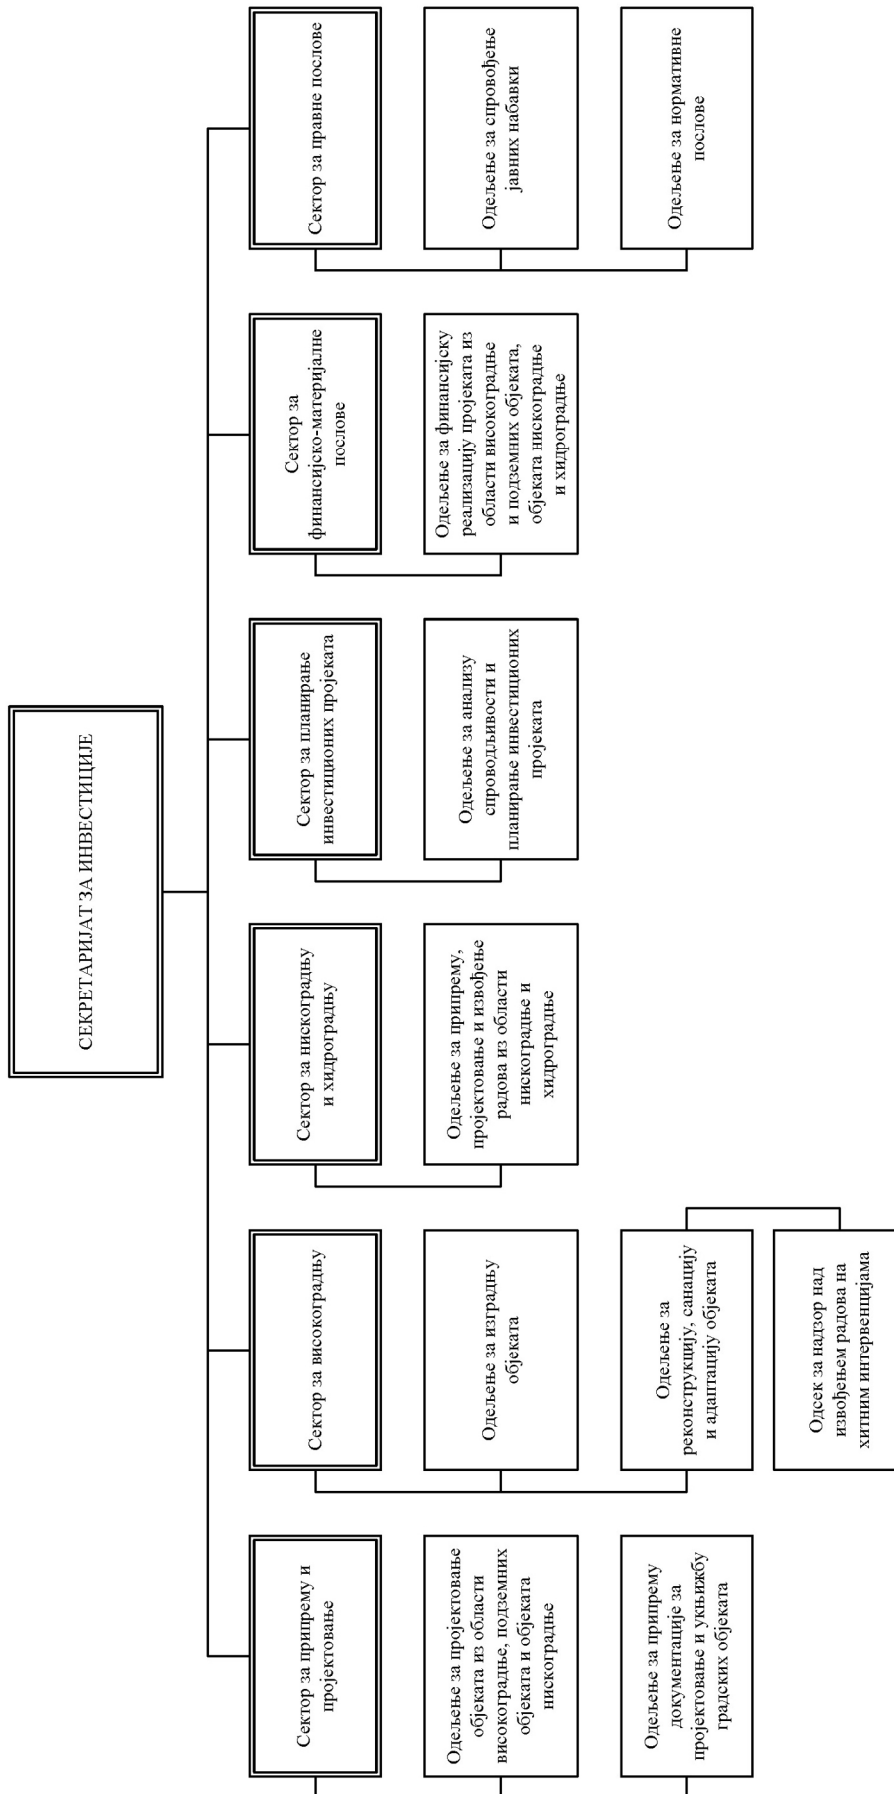 СЕКРЕТАРИЈАТ ЗА ИНВЕСТИЦИЈЕ
Сектор за припрему и
пројектовање
Одељење за пројектовање
објеката из области
високоградње, подземних
објеката и објеката
нискоградње
Одељење за припрему
документације за
пројектовање и укњижбу
градских објеката
Сектор за високоградњу
Одељење за изградњу
објеката
Одељење за
реконструкцију, санацију
и адаптацију објеката
Одсек за надзор над
извођењем радова на
хитним интервенцијама
Сектор за нискоградњу
и хидроградњу
Одељење за припрему,
пројектовање и извођење
радова из области
нискоградње и
хидроградње
Сектор за планирање
инвестиционих пројеката
Одељење за анализу
спроводљивости и
планирање инвестиционих
пројеката
Сектор за
финансијско-материјалне
послове
Одељење за финансијску
реализацију пројеката из
области високоградње
и подземних објеката,
објеката нискоградње
и хидроградње
Сектор за правне послове
Одељење за спровођење
јавних набавки
Одељење за нормативне
послове